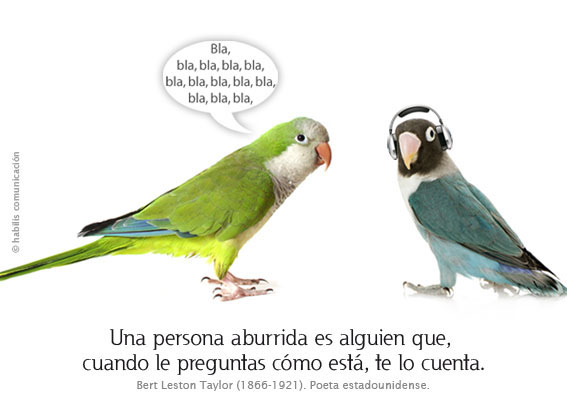 Bla,
bla, bla, bla, bla,
bla, bla, bla, bla, bla,
bla, bla, bla,
© habilis comunicación
Una persona aburrida es alguien que,
cuando le preguntas cómo está, te lo cuenta.
Bert Leston Taylor (1866-1921). Poeta estadounidense.